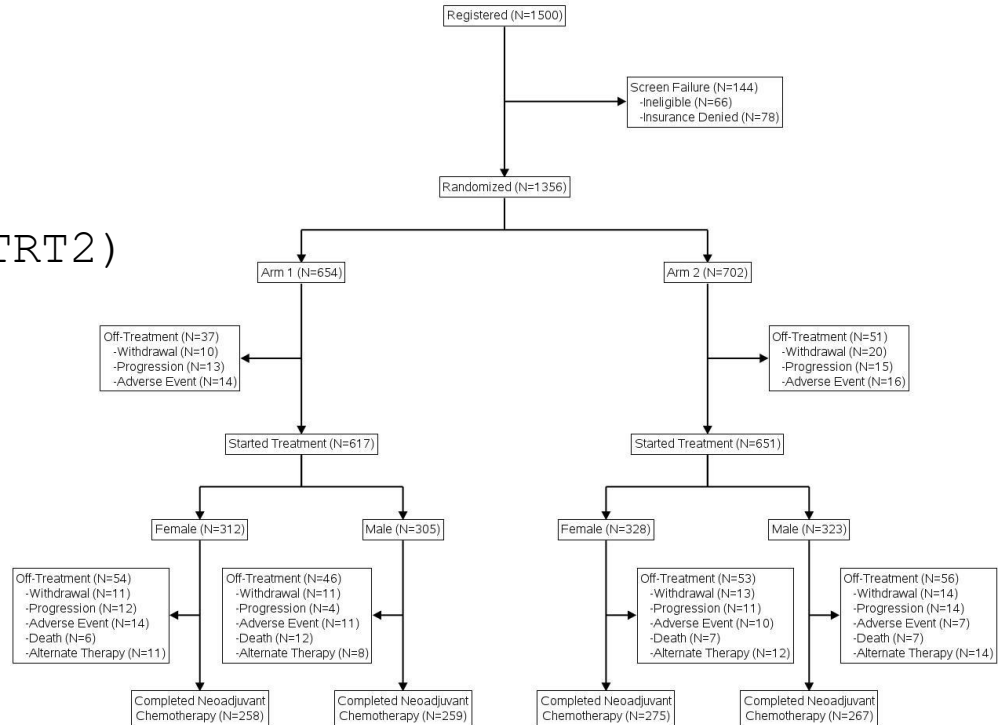 Registered (N=1500)
Screen Failure (N=144)
-Ineligible (N=66)
-Insurance Denied (N=78)
Randomized (N=1356)
TRT2)
Arm 1 (N=654)
Arm 2 (N=702)
Off-Treatment (N=37)
-Withdrawal (N=10)
-Progression (N=13)
-Adverse Event (N=14)
Off-Treatment (N=51)
-Withdrawal (N=20)
-Progression (N=15)
-Adverse Event (N=16)
Started Treatment (N=617)
Started Treatment (N=651)
Female (N=312)
Male (N=305)
Female (N=328)
Male (N=323)
Off-Treatment (N=54)
-Withdrawal (N=11)
-Progression (N=12)
-Adverse Event (N=14)
-Death (N=6)
-Alternate Therapy (N=11)
Off-Treatment (N=46)
-Withdrawal (N=11)
-Progression (N=4)
-Adverse Event (N=11)
-Death (N=12)
-Alternate Therapy (N=8)
Off-Treatment (N=53)
-Withdrawal (N=13)
-Progression (N=11)
-Adverse Event (N=10)
-Death (N=7)
-Alternate Therapy (N=12)
Off-Treatment (N=56)
-Withdrawal (N=14)
-Progression (N=14)
-Adverse Event (N=7)
-Death (N=7)
-Alternate Therapy (N=14)
Completed Neoadjuvant
Chemotherapy (N=258)
Completed Neoadjuvant
Chemotherapy (N=259)
Completed Neoadjuvant
Chemotherapy (N=275)
Completed Neoadjuvant
Chemotherapy (N=267)